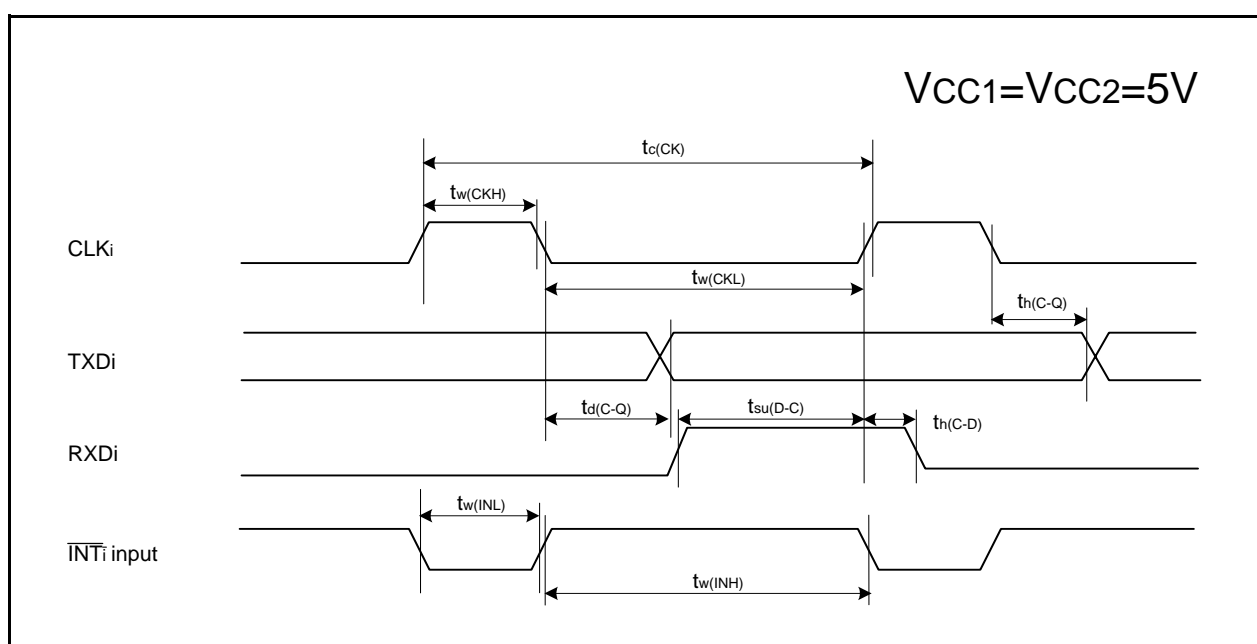 VCC1=VCC2=5V
tc(CK)
tw(CKH)
CLKi
tw(CKL)
th(C-Q)
TXDi
td(C-Q)
tsu(D-C)
th(C-D)
RXDi
tw(INL)
INTi input
tw(INH)